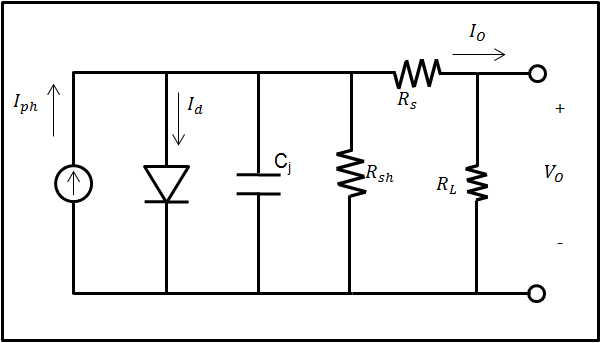 I_O
I_ph
I_d
R_s
C_j
R_sh
R_L
+
V_O
-